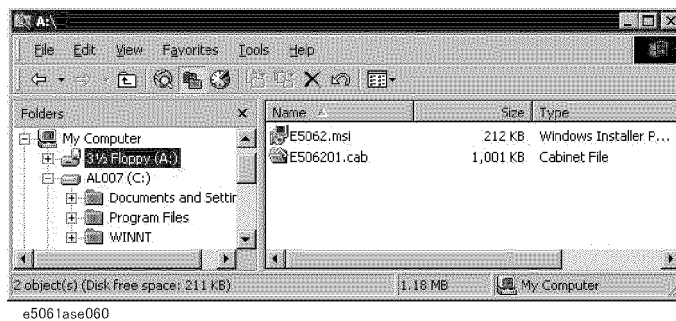 A:\
File Edit View Favorites Tools Help
Folders
Name Size Type
My Computer
3½ Floppy (A:)
AL007 (C:)
Documents and Settir
Program Files
WINNT
E5062.msi 212 KB Windows Installer P...
E506201.cab 1,001 KB Cabinet File
2 object(s) (Disk free space: 211 KB) 1.18 MB My Computer
e5061ase060